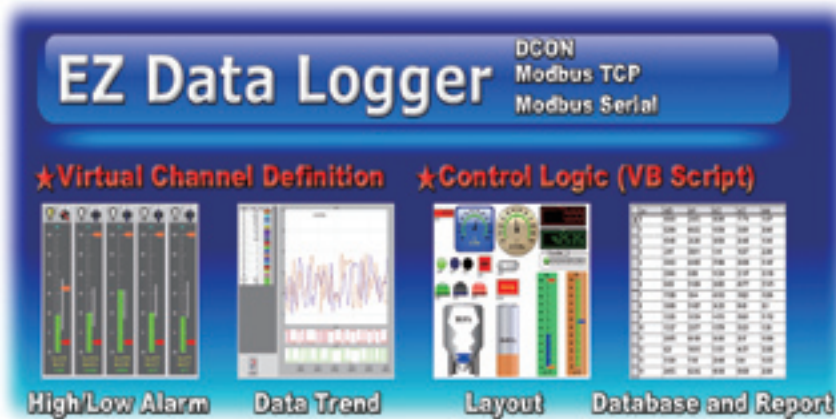 EZ Data Logger
DCON
Modbus TCP
Modbus Serial
★Virtual Channel Definition
★Control Logic (VB Script)
High/Low Alarm
Data Trend
Layout
Database and Report